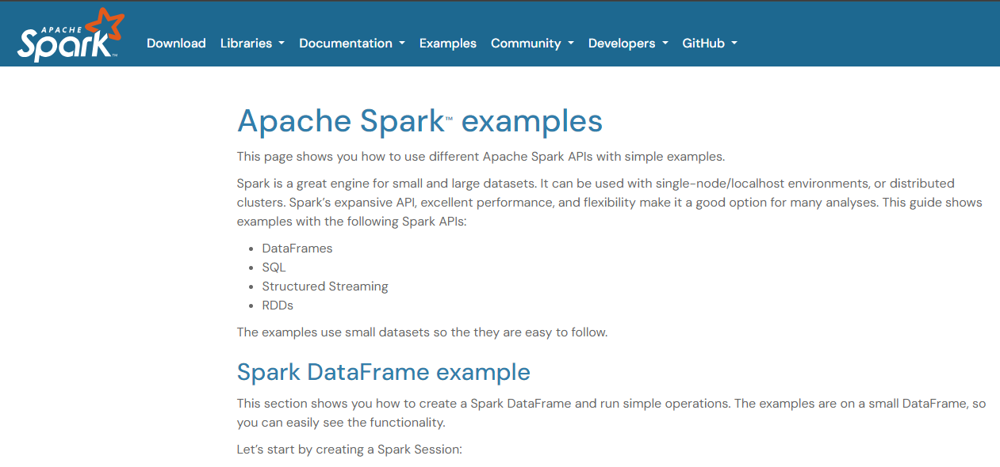 APACHE
Spark™
Download Libraries Documentation Examples Community Developers GitHub
Apache Spark™ examples
This page shows you how to use different Apache Spark APIs with simple examples.
Spark is a great engine for small and large datasets. It can be used with single-node/localhost environments, or distributed
clusters. Spark’s expansive API, excellent performance, and flexibility make it a good option for many analyses. This guide shows
examples with the following Spark APIs:
• DataFrames
• SQL
• Structured Streaming
• RDDs
The examples use small datasets so the they are easy to follow.
Spark DataFrame example
This section shows you how to create a Spark DataFrame and run simple operations. The examples are on a small DataFrame, so
you can easily see the functionality.
Let’s start by creating a Spark Session: